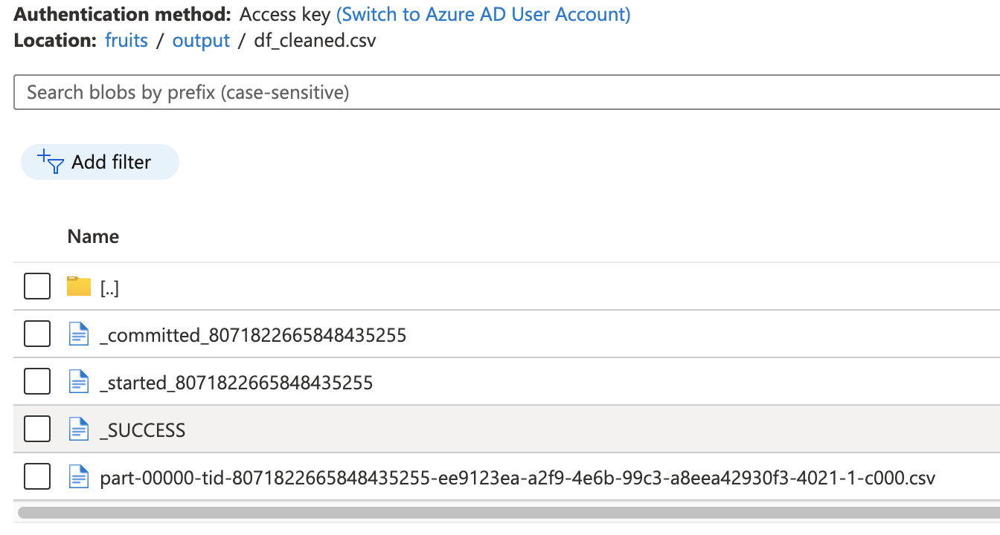 Authentication method: Access key (Switch to Azure AD User Account)
Location: fruits / output / df_cleaned.csv
Search blobs by prefix (case-sensitive)
Add filter
Name
[..]
_committed_8071822665848435255
_started_8071822665848435255
_SUCCESS
part-00000-tid-8071822665848435255-ee9123ea-a2f9-4e6b-99c3-a8eea42930f3-4021-1-c000.csv